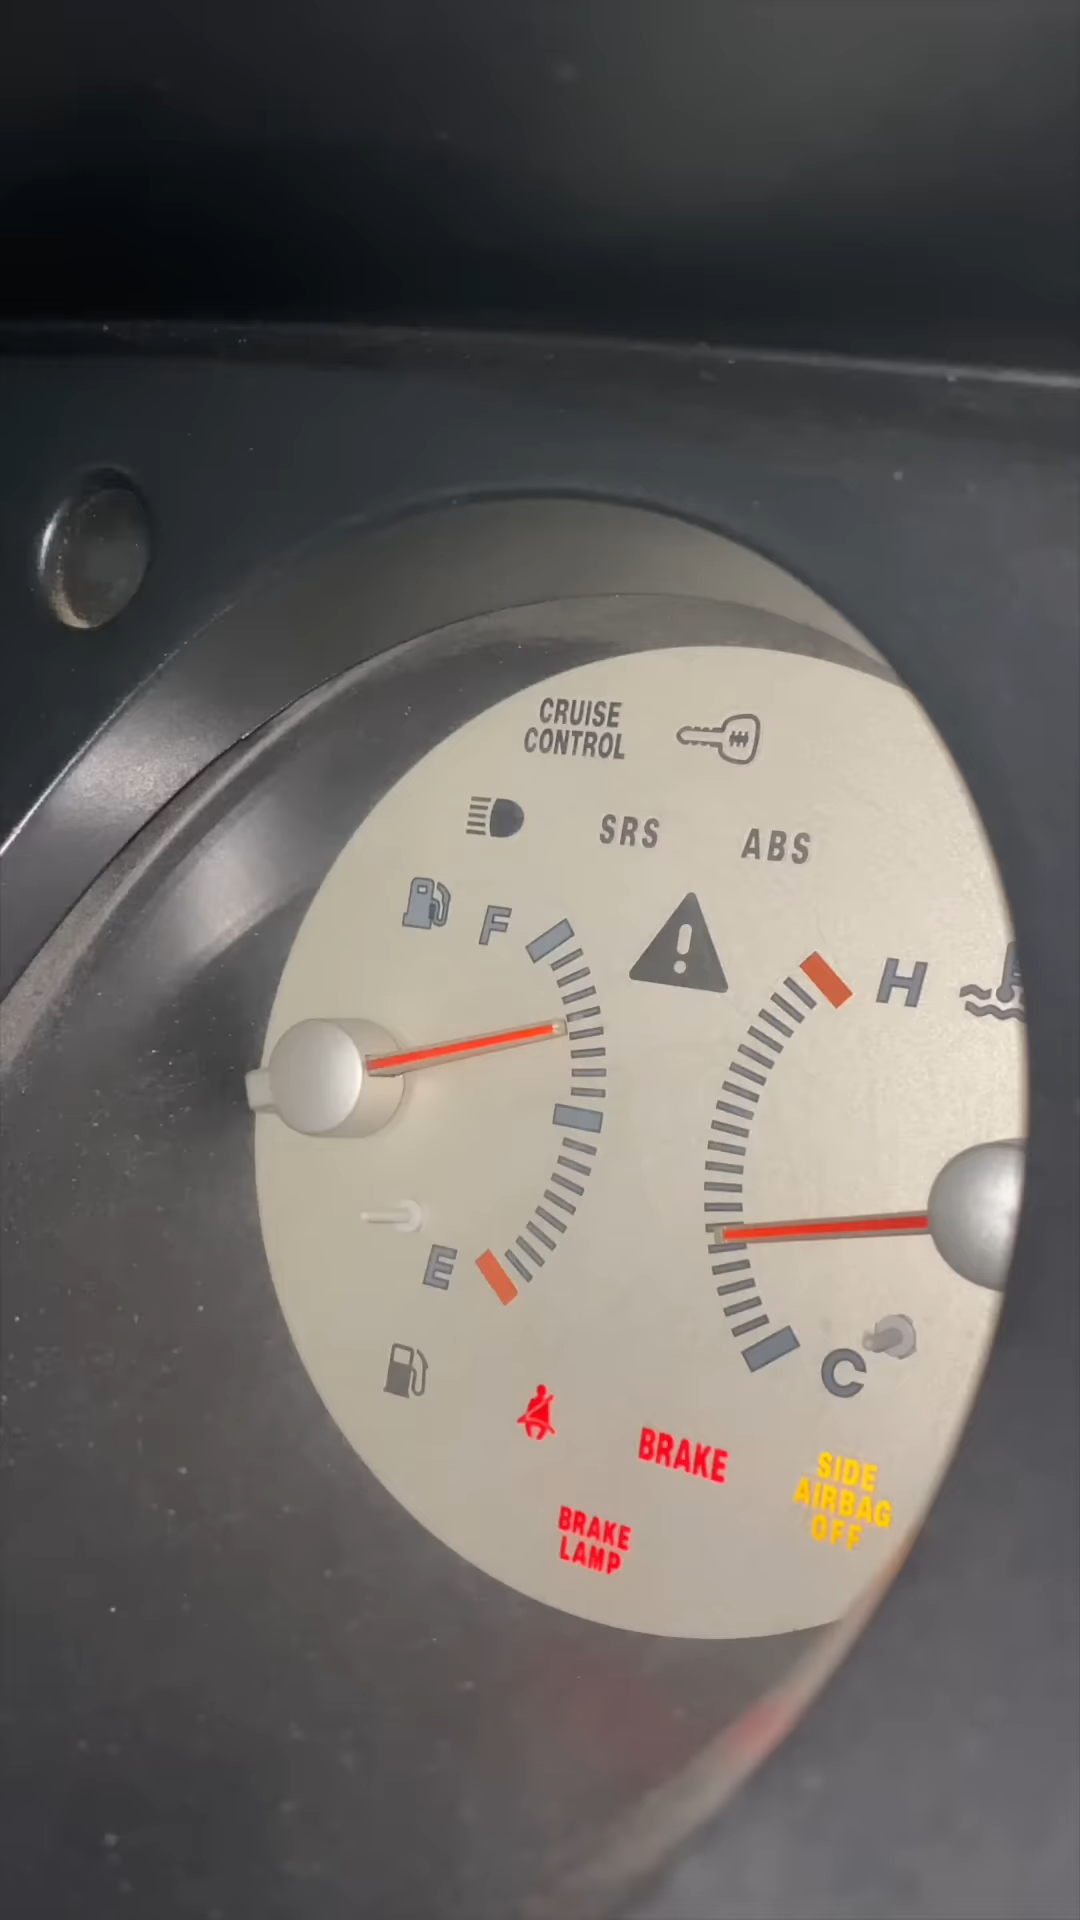 CRUISE
CONTROL
SRS
ABS
F
H
E
C
BRAKE
SIDE
AIRBAG
OFF
BRAKE
LAMP